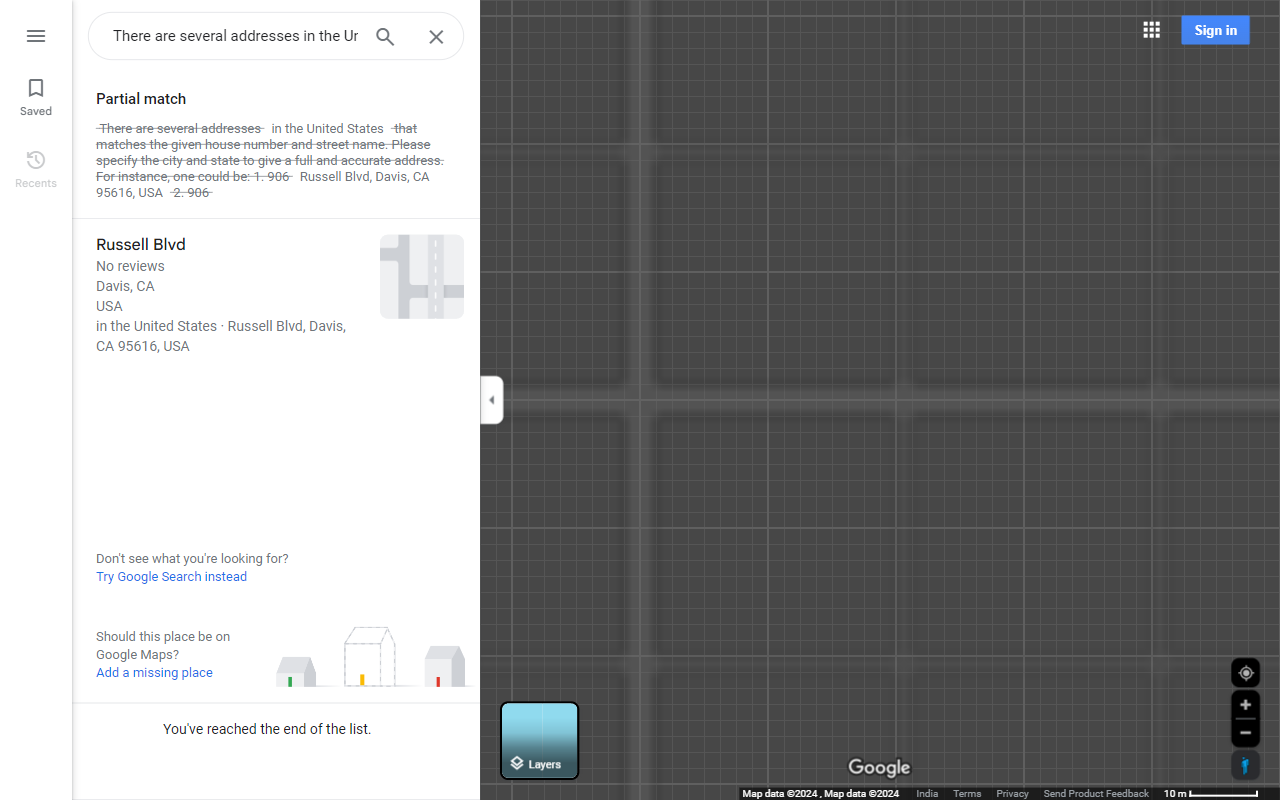 There are several addresses in the Ur
Sign in
Saved
Recents
Partial match
There are several addresses in the United States that
matches the given house number and street name. Please
specify the city and state to give a full and accurate address.
For instance, one could be: 1. 906 Russell Blvd, Davis, CA
95616, USA 2. 906
Russell Blvd
No reviews
Davis, CA
USA
in the United States · Russell Blvd, Davis,
CA 95616, USA
Don't see what you're looking for?
Try Google Search instead
Should this place be on
Google Maps?
Add a missing place
You've reached the end of the list.
Layers
Google
Map data ©2024 , Map data ©2024 India Terms Privacy Send Product Feedback 10 m